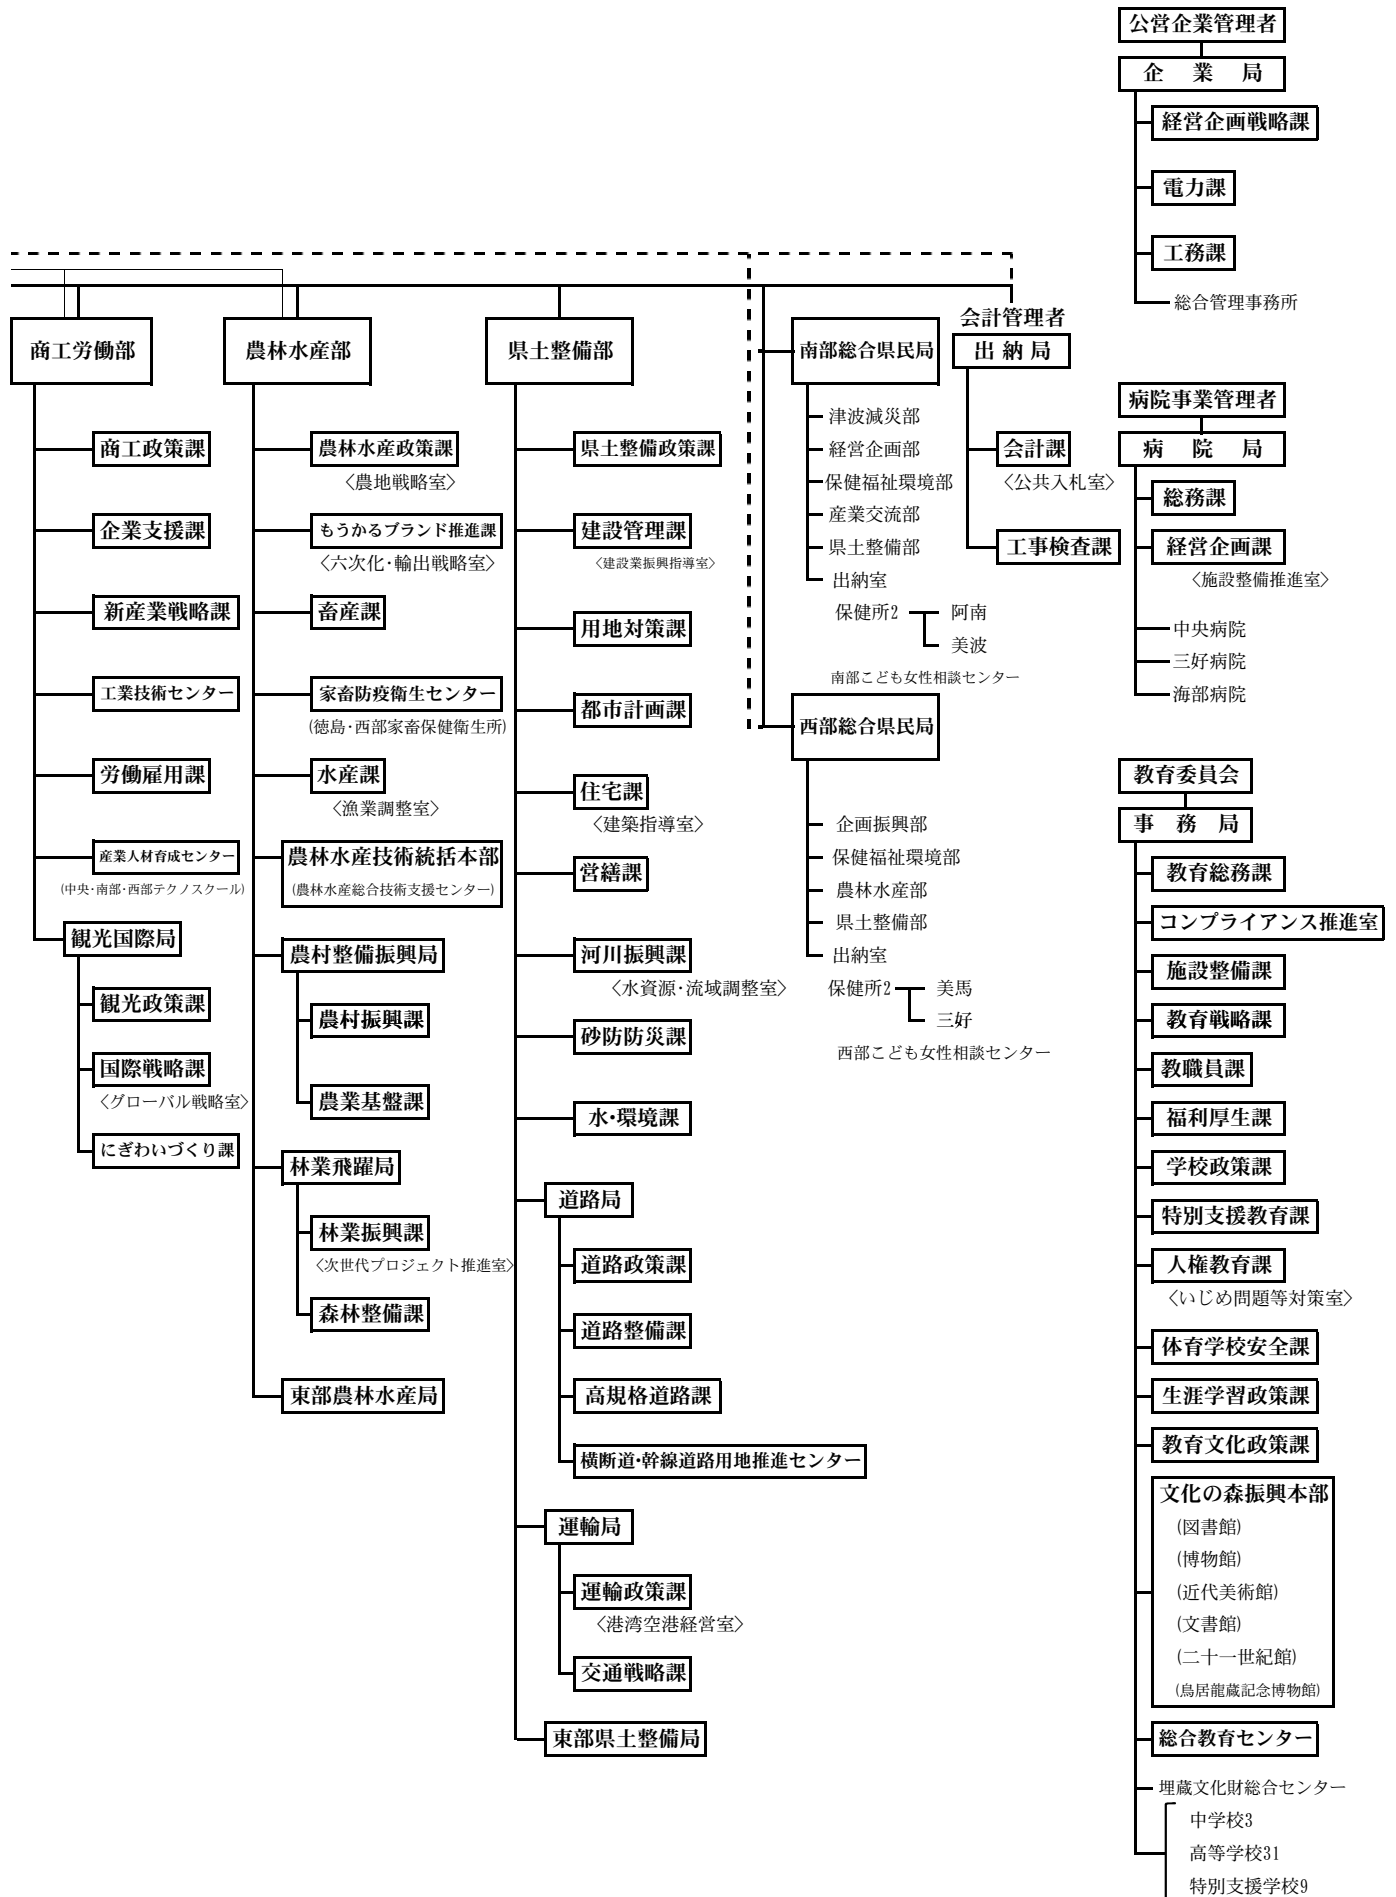 商工労働部
商工政策課
企業支援課
新産業戦略課
工業技術センター
労働雇用課
産業人材育成センター
(中央・南部・西部テクノスクール)
観光国際局
観光政策課
国際戦略課
〈グローバル戦略室〉
にぎわいづくり課
農林水産部
農林水産政策課
〈農地戦略室〉
もうかるブランド推進課
〈六次化・輸出戦略室〉
畜産課
家畜防疫衛生センター
(徳島・西部家畜保健衛生所)
水産課
〈漁業調整室〉
農林水産技術統括本部
(農林水産総合技術支援センター)
農村整備振興局
農村振興課
農業基盤課
林業飛躍局
林業振興課
〈次世代プロジェクト推進室〉
森林整備課
東部農林水産局
県土整備部
県土整備政策課
建設管理課
〈建設業振興指導室〉
用地対策課
都市計画課
住宅課
〈建築指導室〉
営繕課
河川振興課
〈水資源・流域調整室〉
砂防防災課
水・環境課
道路局
道路政策課
道路整備課
高規格道路課
横断道・幹線道路用地推進センター
運輸局
運輸政策課
〈港湾空港経営室〉
交通戦略課
東部県土整備局
南部総合県民局
津波減災部
経営企画部
保健福祉環境部
産業交流部
県土整備部
出納室
保健所2 阿南
美波
南部こども女性相談センター
西部総合県民局
企画振興部
保健福祉環境部
農林水産部
県土整備部
出納室
保健所2 美馬
三好
西部こども女性相談センター
会計管理者
出納局
会計課
〈公共入札室〉
工事検査課
公営企業管理者
企業局
経営企画戦略課
電力課
工務課
総合管理事務所
病院事業管理者
病院局
総務課
経営企画課
〈施設整備推進室〉
中央病院
三好病院
海部病院
教育委員会
事務局
教育総務課
コンプライアンス推進室
施設整備課
教育戦略課
教職員課
福利厚生課
学校政策課
特別支援教育課
人権教育課
〈いじめ問題等対策室〉
体育学校安全課
生涯学習政策課
教育文化政策課
文化の森振興本部
(図書館)
(博物館)
(近代美術館)
(文書館)
(二十一世紀館)
(鳥居龍蔵記念博物館)
総合教育センター
埋蔵文化財総合センター
中学校3
高等学校31
特別支援学校9